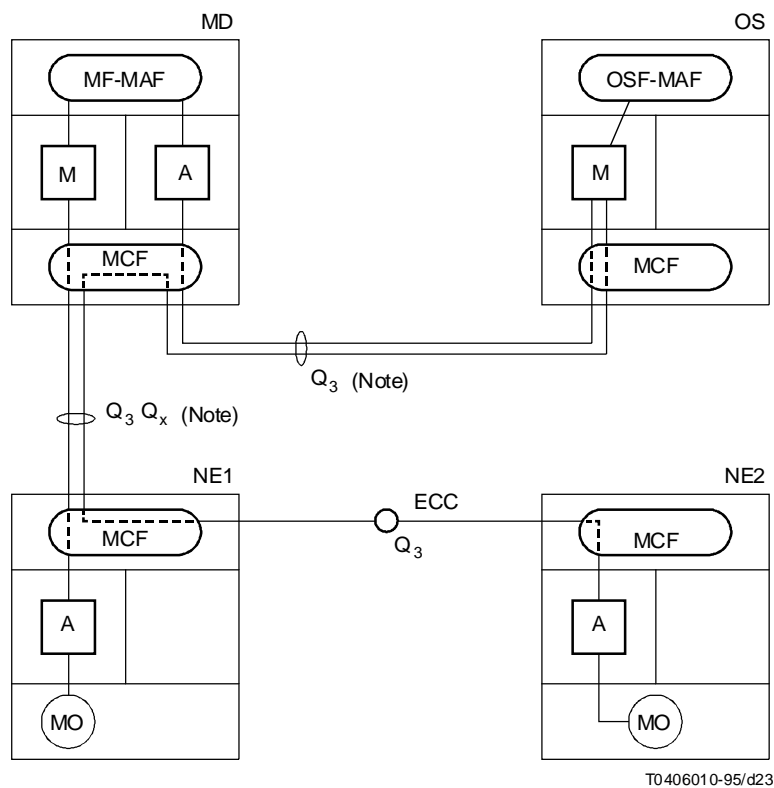 MD
OS
MF-MAF
OSF-MAF
M
A
M
MCF
MCF
Q3 (Note)
Q3 Qx (Note)
NE1
NE2
ECC
MCF
MCF
Q3
A
A
MO
MO
T0406010-95/d23